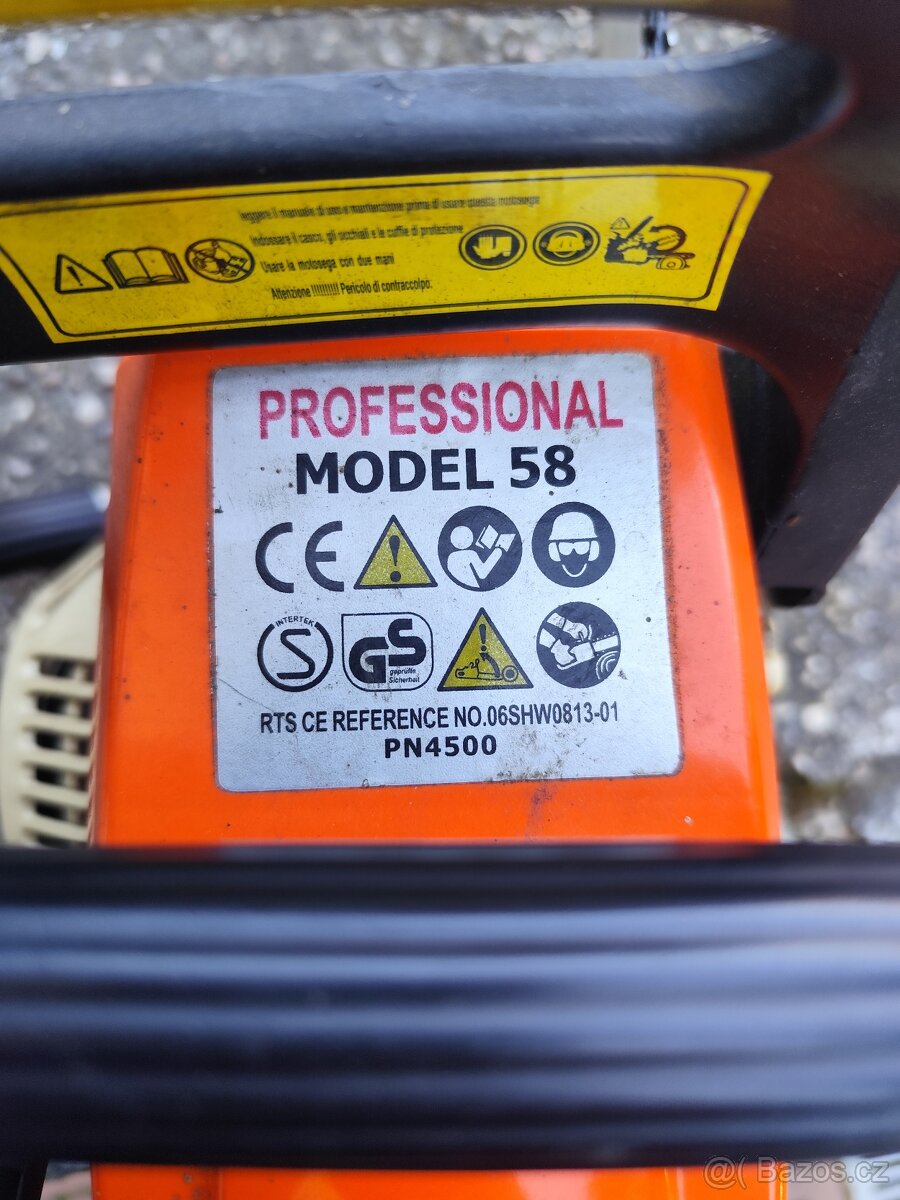 leggere il manuale di uso e mantenzione prima di usare questa motosega
Indossare il casco, gli occhiali e le cuffie di protezione
Usare la motosega con due mani
Attenzione !!!!!!!!!! Pericolo di contraccolpo.
PROFESSIONAL
MODEL 58
CE
INTERTEK
S
GS
geprüfte
Sicherheit
RTS CE REFERENCE NO.06SHW0813-01
PN4500
@( Bazos.cz